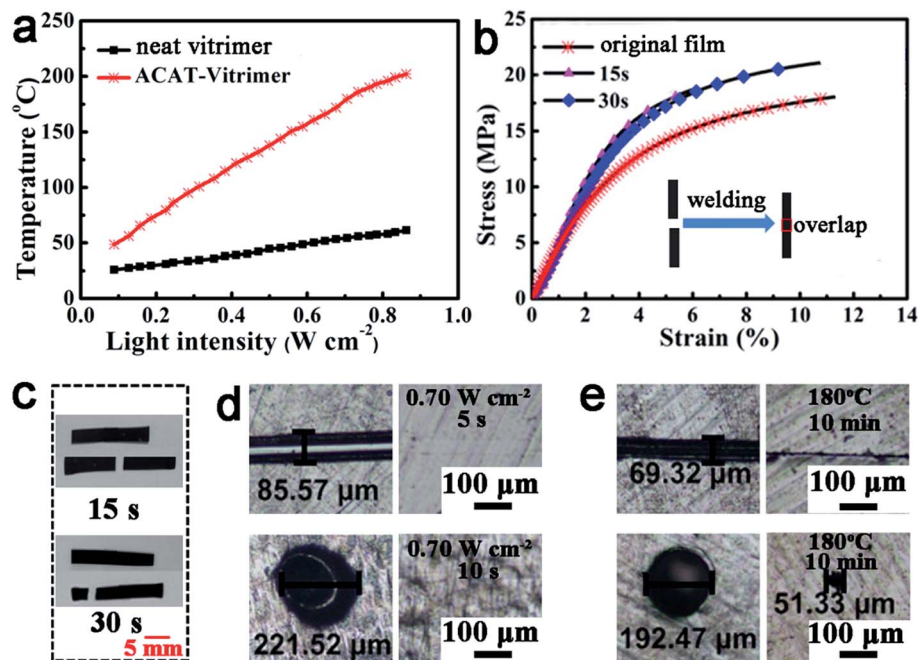 a
neat vitrimer
ACAT-Vitrimer
Temperature (°C)
250
200
150
100
50
0
0.0 0.2 0.4 0.6 0.8 1.0
Light intensity (W cm⁻²)
b
original film
15s
30s
welding
overlap
Stress (MPa)
25
20
15
10
5
0
0 2 4 6 8 10 12 14
Strain (%)
c
15 s
30 s
5 mm
d
85.57 µm
0.70 W cm⁻²
5 s
100 µm
221.52 µm
0.70 W cm⁻²
10 s
100 µm
e
69.32 µm
180°C
10 min
100 µm
192.47 µm
180°C
10 min
51.33 µm
100 µm